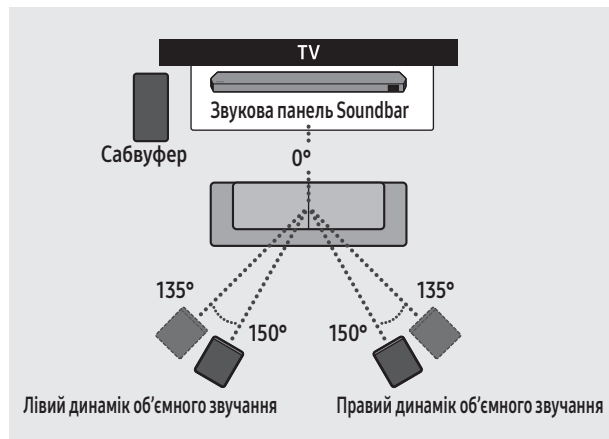 TV
Звукова панель Soundbar
Сабвуфер
0°
135°
135°
150°
150°
Лівий динамік об’ємного звучання
Правий динамік об’ємного звучання